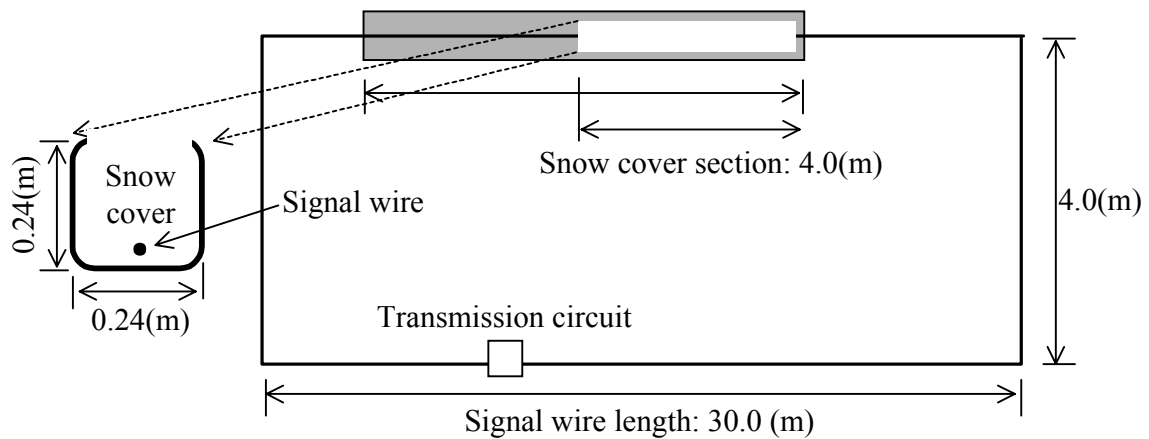 Snow cover section: 4.0(m)
Snow
cover
0.24(m)
Signal wire
4.0(m)
0.24(m)
Transmission circuit
Signal wire length: 30.0 (m)